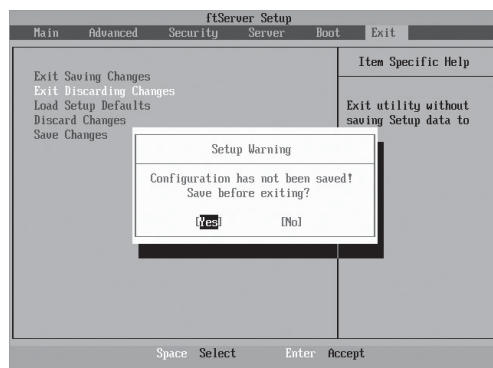 ftServer Setup
Main Advanced Security Server Boot Exit
Item Specific Help
Exit Saving Changes
Exit Discarding Changes
Load Setup Defaults
Discard Changes
Save Changes
Exit utility without
saving Setup data to
Setup Warning
Configuration has not been saved!
Save before exiting?
[Yes] [No]
Space Select Enter Accept